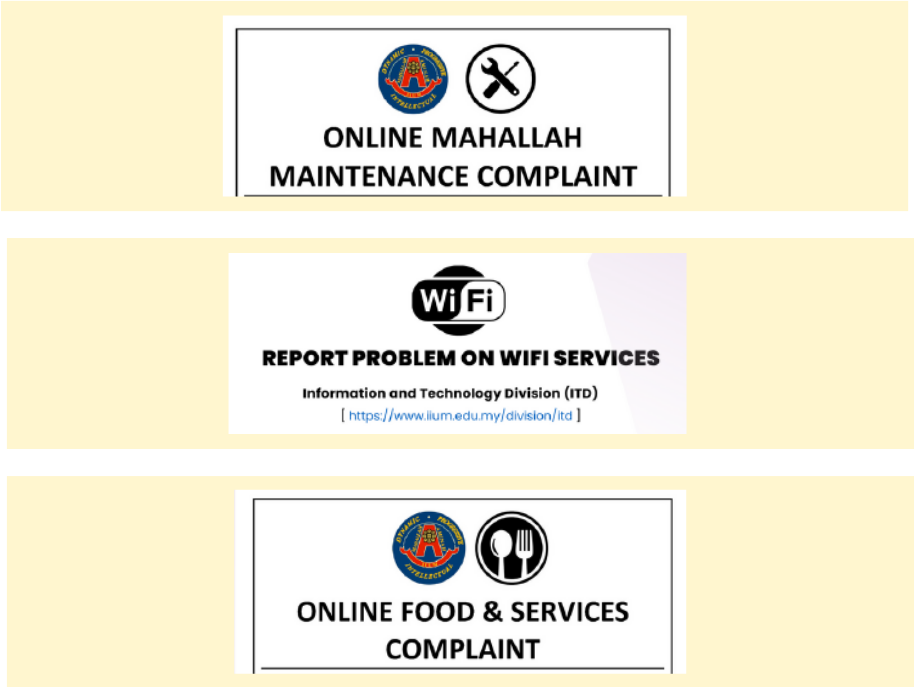 DYNAMIC • PROGRESSIVE
INTELLECTUAL
ONLINE MAHALLAH
MAINTENANCE COMPLAINT
WiFi
REPORT PROBLEM ON WIFI SERVICES
Information and Technology Division (ITD)
[ https://www.iium.edu.my/division/itd ]
DYNAMIC • PROGRESSIVE
INTELLECTUAL
ONLINE FOOD & SERVICES
COMPLAINT